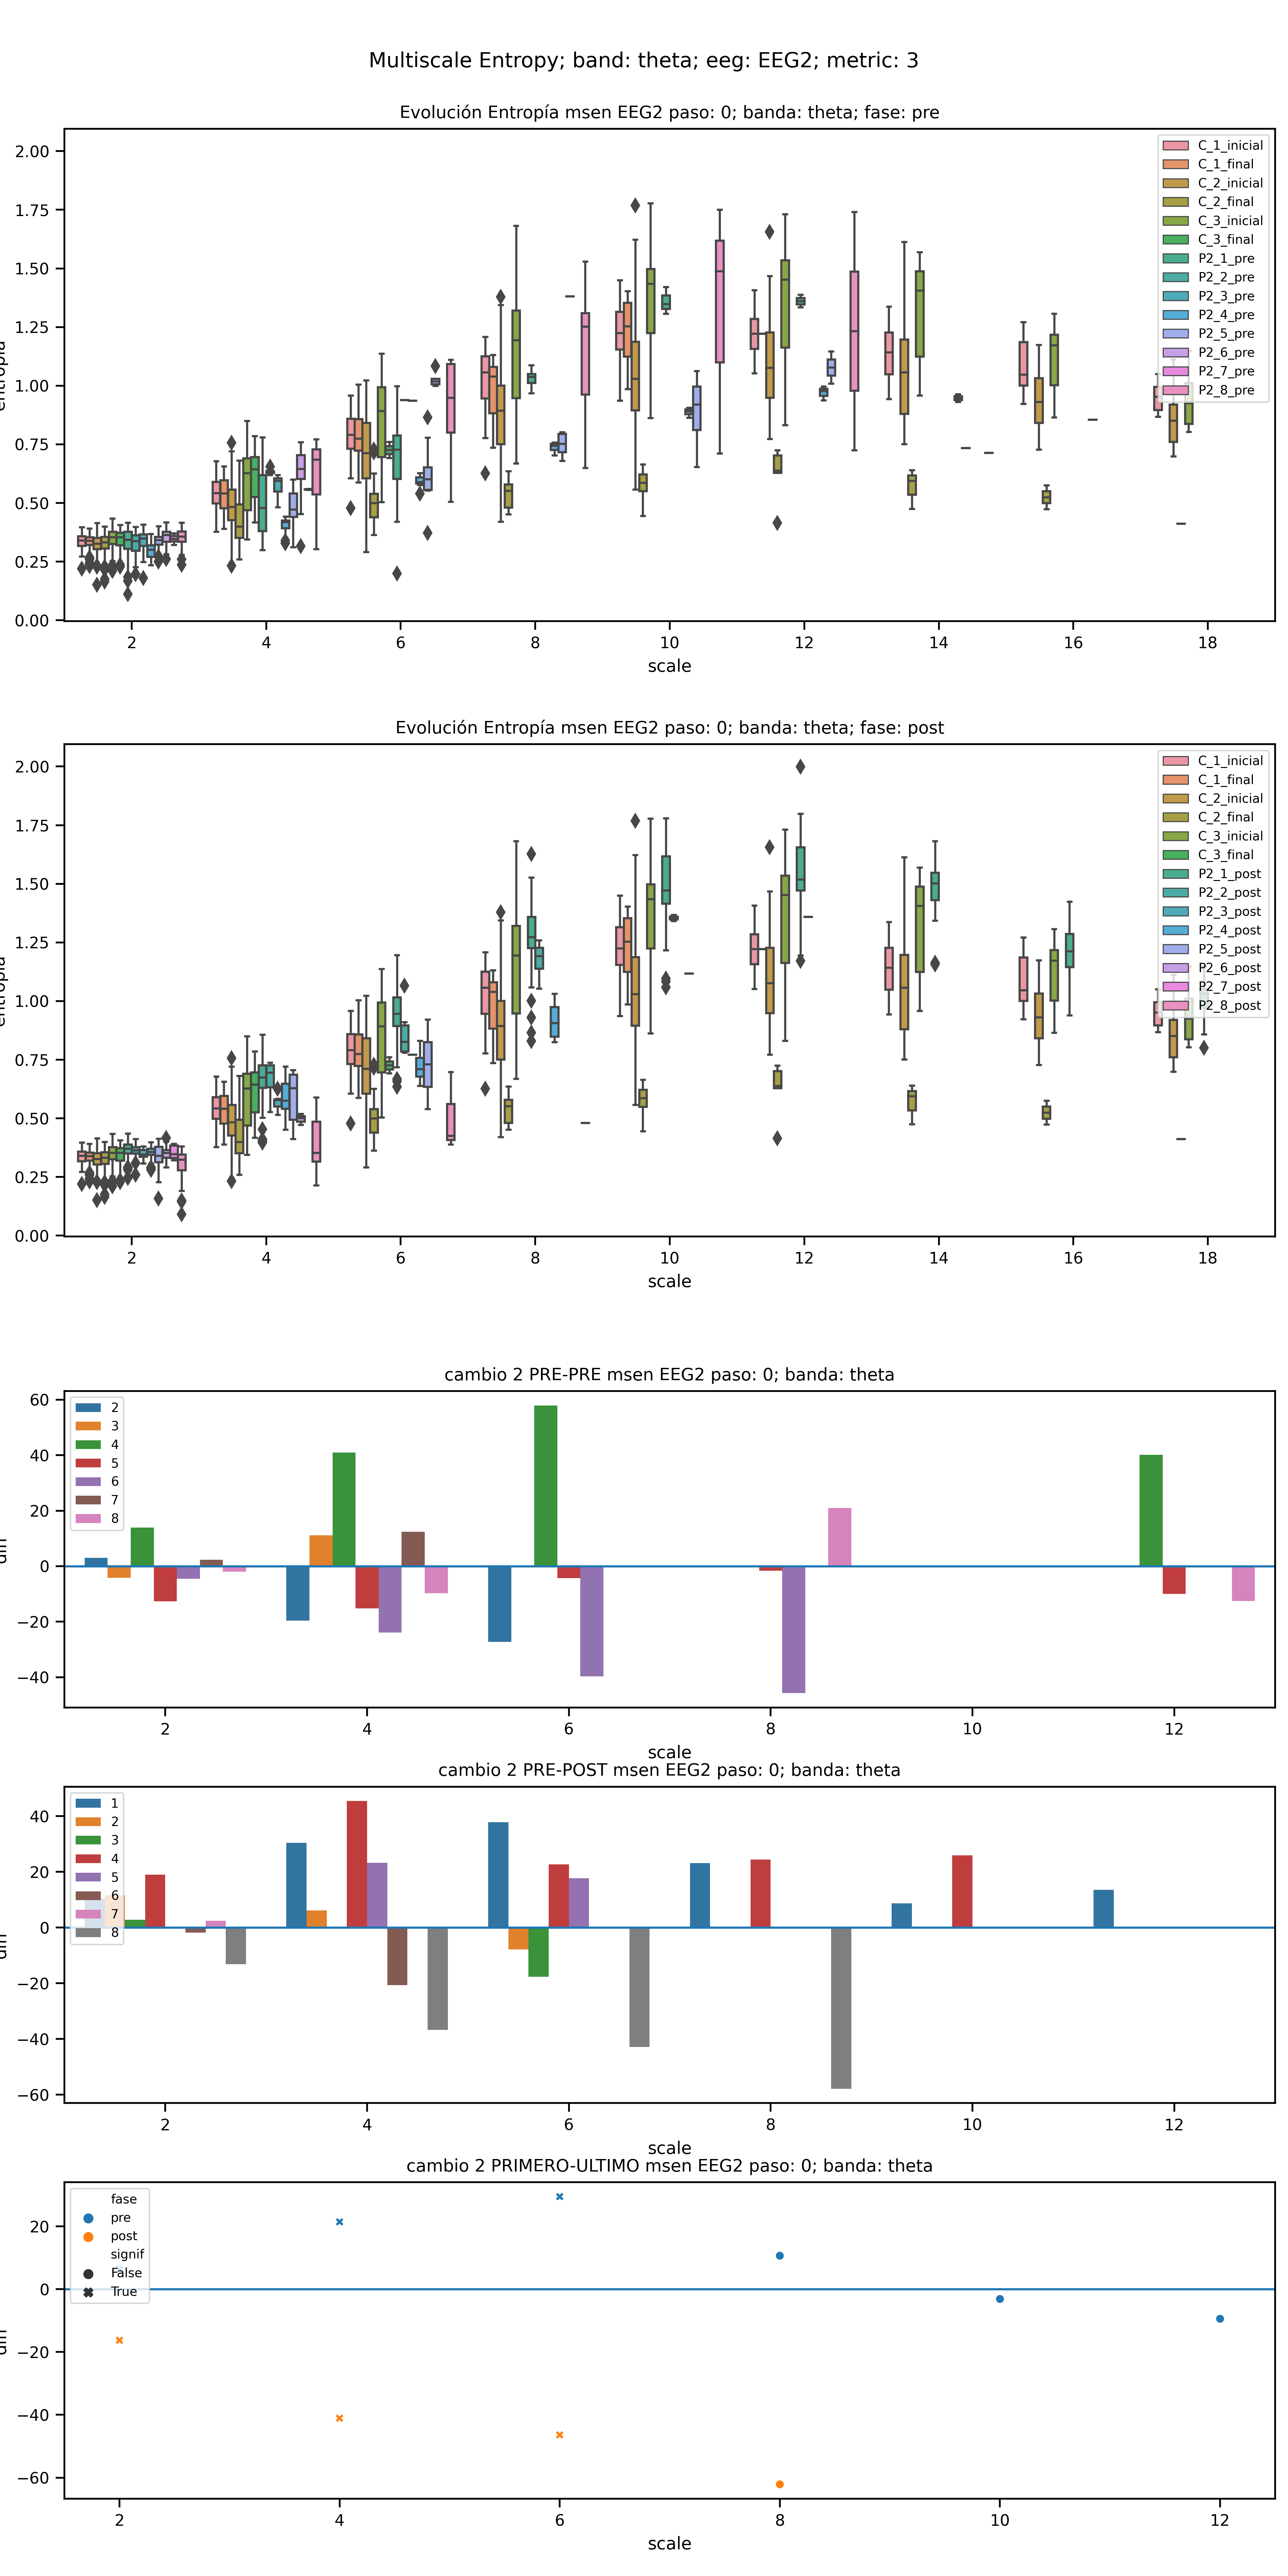 Multiscale Entropy; band: theta; eeg: EEG2; metric: 3
Evolución Entropía msen EEG2 paso: 0; banda: theta; fase: pre
2.00
1.75
1.50
1.25
1.00
0.75
0.50
0.25
0.00
C_1_inicial
C_1_final
C_2_inicial
C_2_final
C_3_inicial
C_3_final
P2_1_pre
P2_2_pre
P2_3_pre
P2_4_pre
P2_5_pre
P2_6_pre
P2_7_pre
P2_8_pre
2 4 6 8 10 12 14 16 18
scale
Evolución Entropía msen EEG2 paso: 0; banda: theta; fase: post
2.00
1.75
1.50
1.25
1.00
0.75
0.50
0.25
0.00
C_1_inicial
C_1_final
C_2_inicial
C_2_final
C_3_inicial
C_3_final
P2_1_post
P2_2_post
P2_3_post
P2_4_post
P2_5_post
P2_6_post
P2_7_post
P2_8_post
2 4 6 8 10 12 14 16 18
scale
cambio 2 PRE-PRE msen EEG2 paso: 0; banda: theta
60
40
20
0
−20
−40
2
3
4
5
6
7
8
2 4 6 8 10 12
scale
cambio 2 PRE-POST msen EEG2 paso: 0; banda: theta
40
20
0
−20
−40
−60
1
2
3
4
5
6
7
8
2 4 6 8 10 12
scale
cambio 2 PRIMERO-ULTIMO msen EEG2 paso: 0; banda: theta
20
0
−20
−40
−60
fase
pre
post
signif
False
True
2 4 6 8 10 12
scale